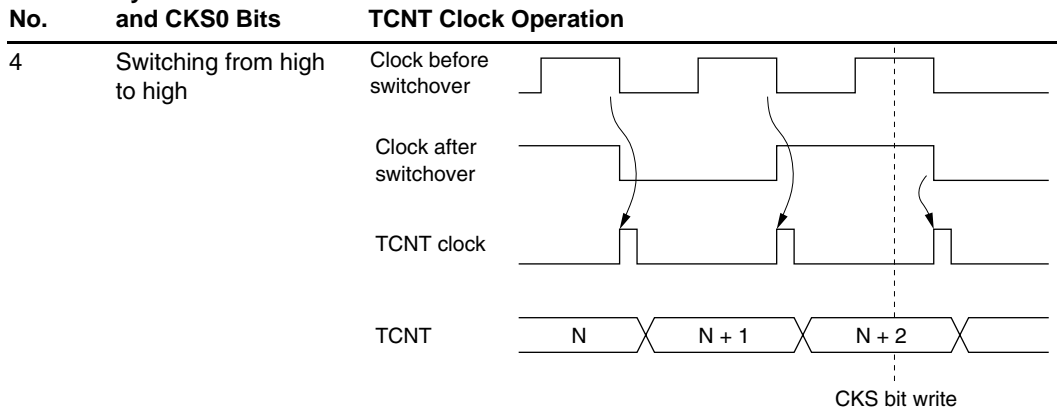 No. and CKS0 Bits TCNT Clock Operation
4 Switching from high to high
Clock before switchover
Clock after switchover
TCNT clock
TCNT N N + 1 N + 2
CKS bit write